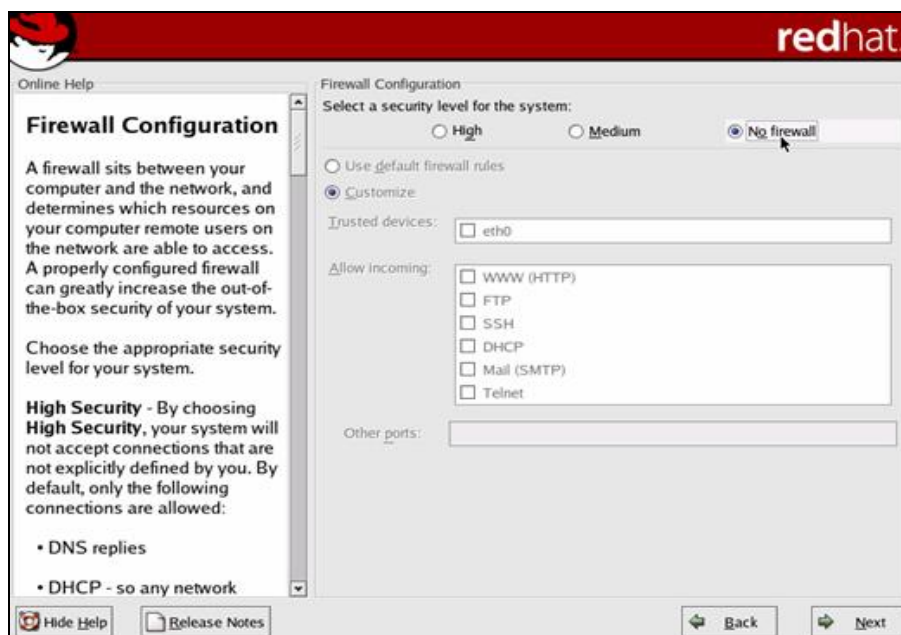 redhat.
Online Help
Firewall Configuration
A firewall sits between your
computer and the network, and
determines which resources on
your computer remote users on
the network are able to access.
A properly configured firewall
can greatly increase the out-of-
the-box security of your system.
Choose the appropriate security
level for your system.
High Security - By choosing
High Security, your system will
not accept connections that are
not explicitly defined by you. By
default, only the following
connections are allowed:
• DNS replies
• DHCP - so any network
Firewall Configuration
Select a security level for the system:
High Medium No firewall
Use default firewall rules
Customize
Trusted devices:
eth0
Allow incoming:
WWW (HTTP)
FTP
SSH
DHCP
Mail (SMTP)
Telnet
Other ports:
Hide Help Release Notes Back Next